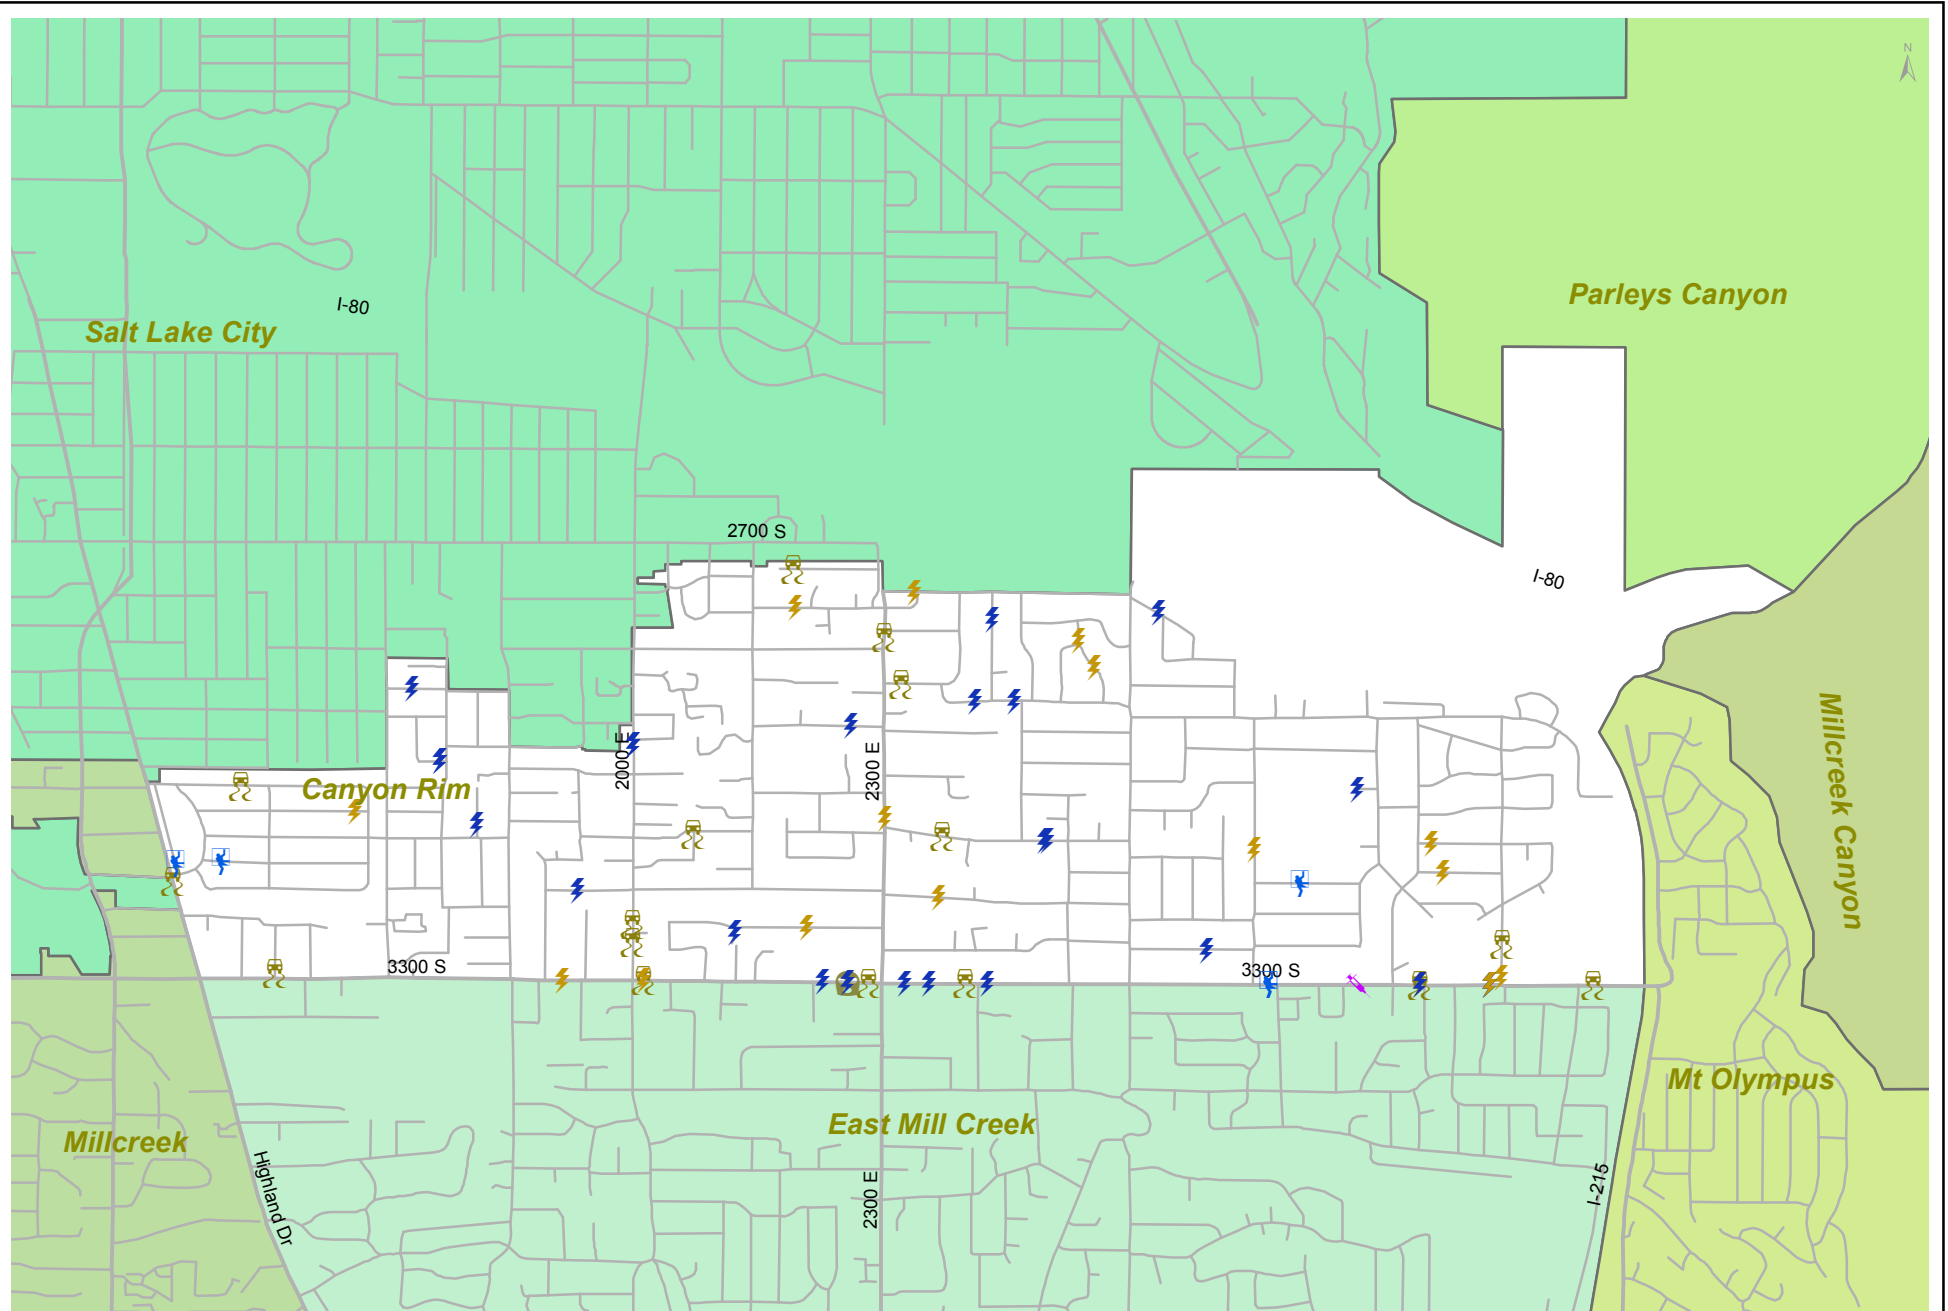 N
Parleys Canyon
I-80
Salt Lake City
2700 S
I-80
Millcreek Canyon
2000 E
2300 E
Canyon Rim
3300 S
3300 S
Mt Olympus
East Mill Creek
Millcreek
Highland Dr
2300 E
I-215